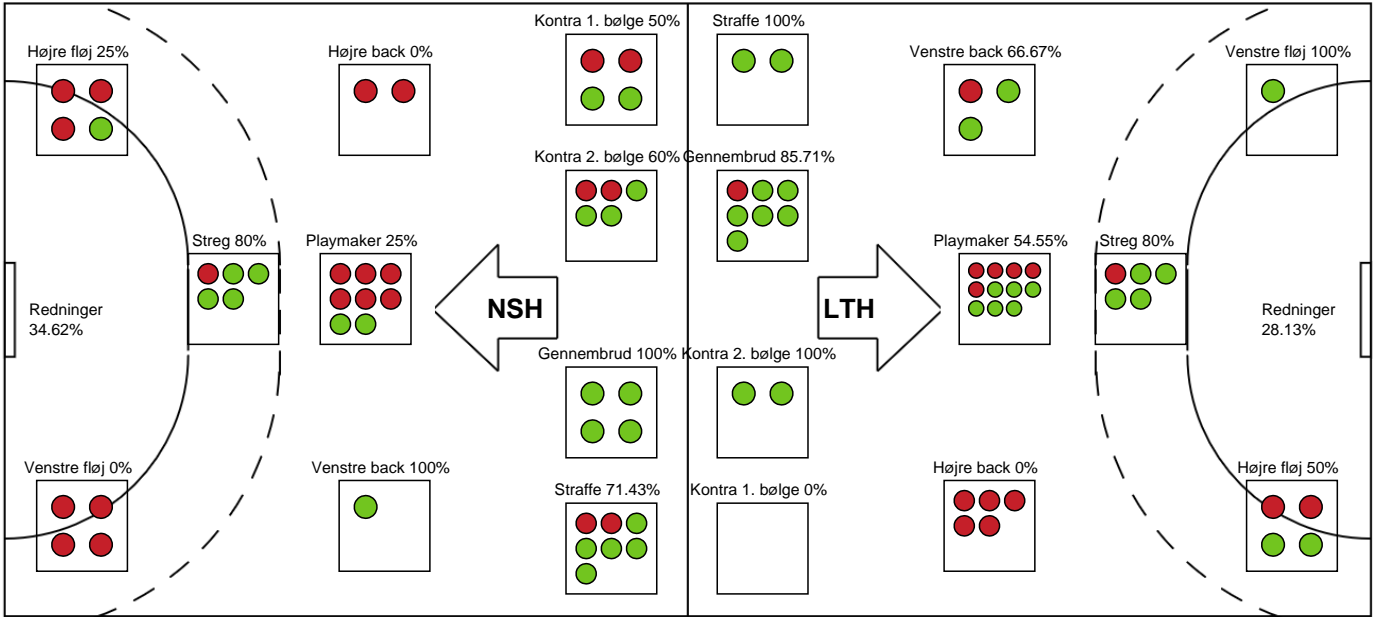 Kontra 1. bølge 50%
Straffe 100%
Højre fløj 25%
Højre back 0%
Venstre back 66.67%
Venstre fløj 100%
Kontra 2. bølge 60%
Gennembrud 85.71%
Streg 80%
Playmaker 25%
Playmaker 54.55%
Streg 80%
Redninger
34.62%
NSH
LTH
Redninger
28.13%
Gennembrud 100%
Kontra 2. bølge 100%
Venstre fløj 0%
Venstre back 100%
Straffe 71.43%
Kontra 1. bølge 0%
Højre back 0%
Højre fløj 50%